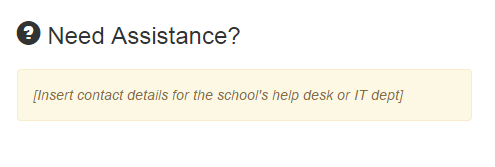 Need Assistance?
[Insert contact details for the school's help desk or IT dept]